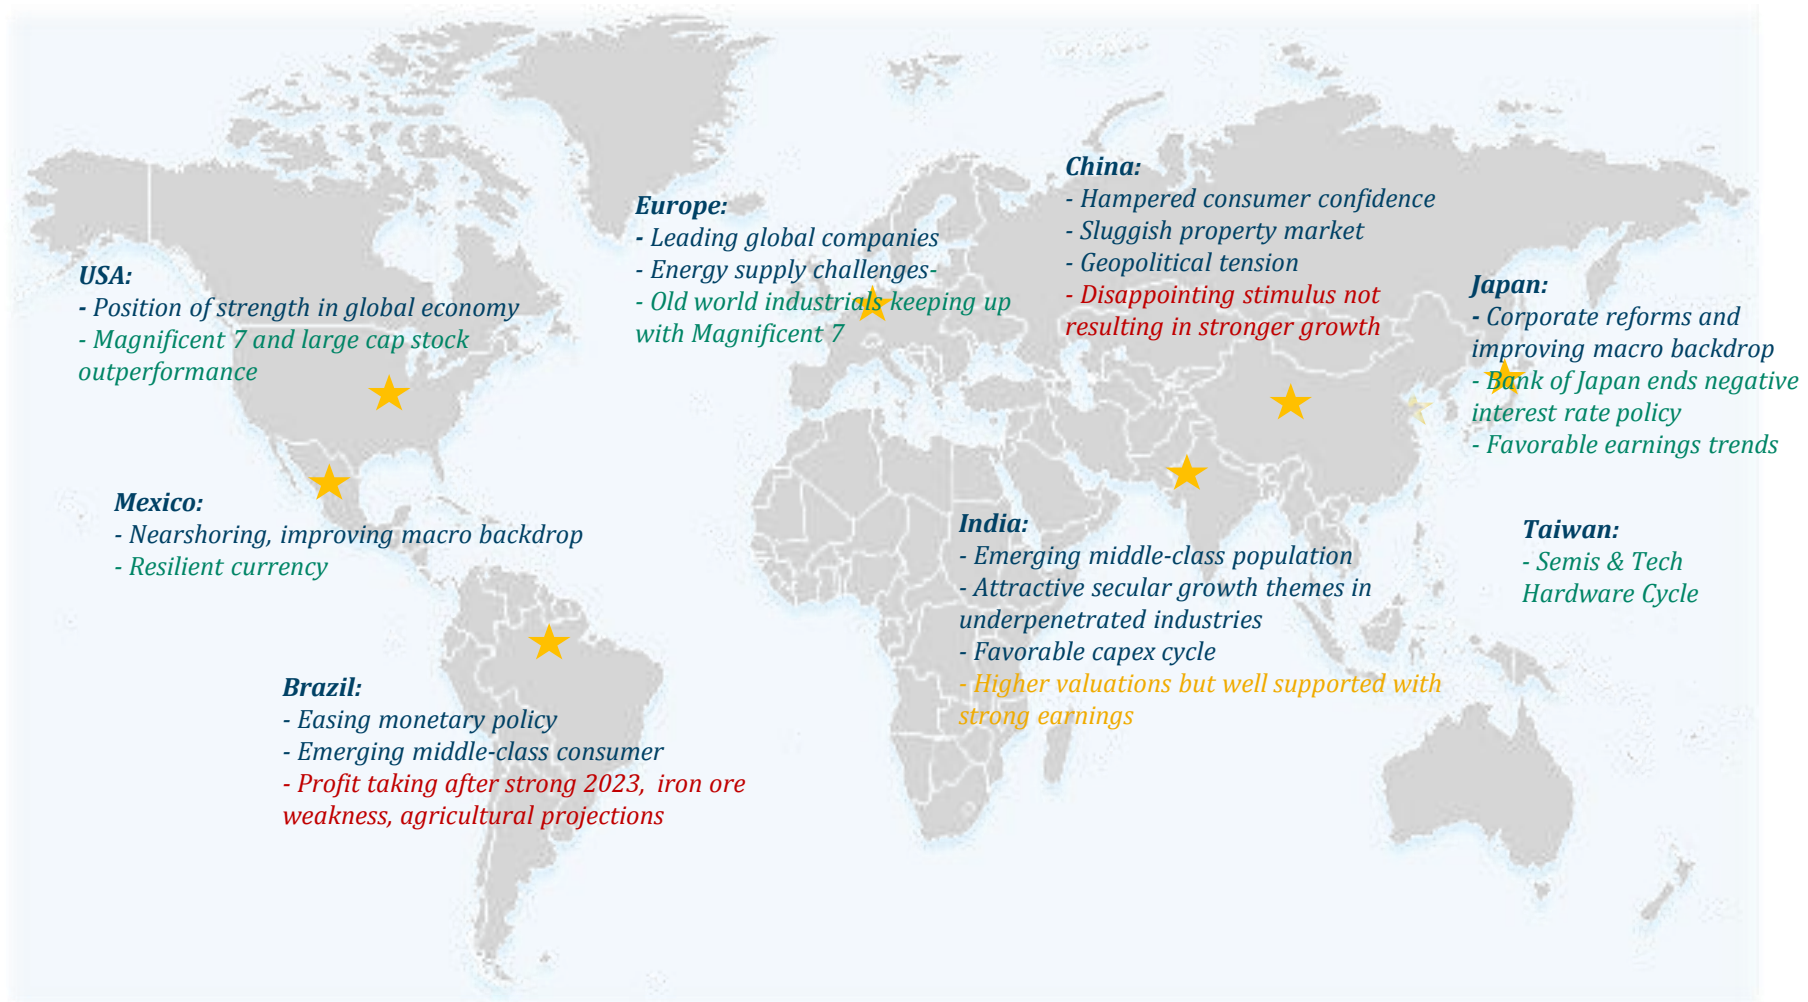 USA:
- Position of strength in global economy
- Magnificent 7 and large cap stock
outperformance
Mexico:
- Nearshoring, improving macro backdrop
- Resilient currency
Brazil:
- Easing monetary policy
- Emerging middle-class consumer
- Profit taking after strong 2023, iron ore
weakness, agricultural projections
Europe:
- Leading global companies
- Energy supply challenges-
- Old world industrials keeping up
with Magnificent 7
China:
- Hampered consumer confidence
- Sluggish property market
- Geopolitical tension
- Disappointing stimulus not
resulting in stronger growth
India:
- Emerging middle-class population
- Attractive secular growth themes in
underpenetrated industries
- Favorable capex cycle
- Higher valuations but well supported with
strong earnings
Japan:
- Corporate reforms and
improving macro backdrop
- Bank of Japan ends negative
interest rate policy
- Favorable earnings trends
Taiwan:
- Semis & Tech
Hardware Cycle